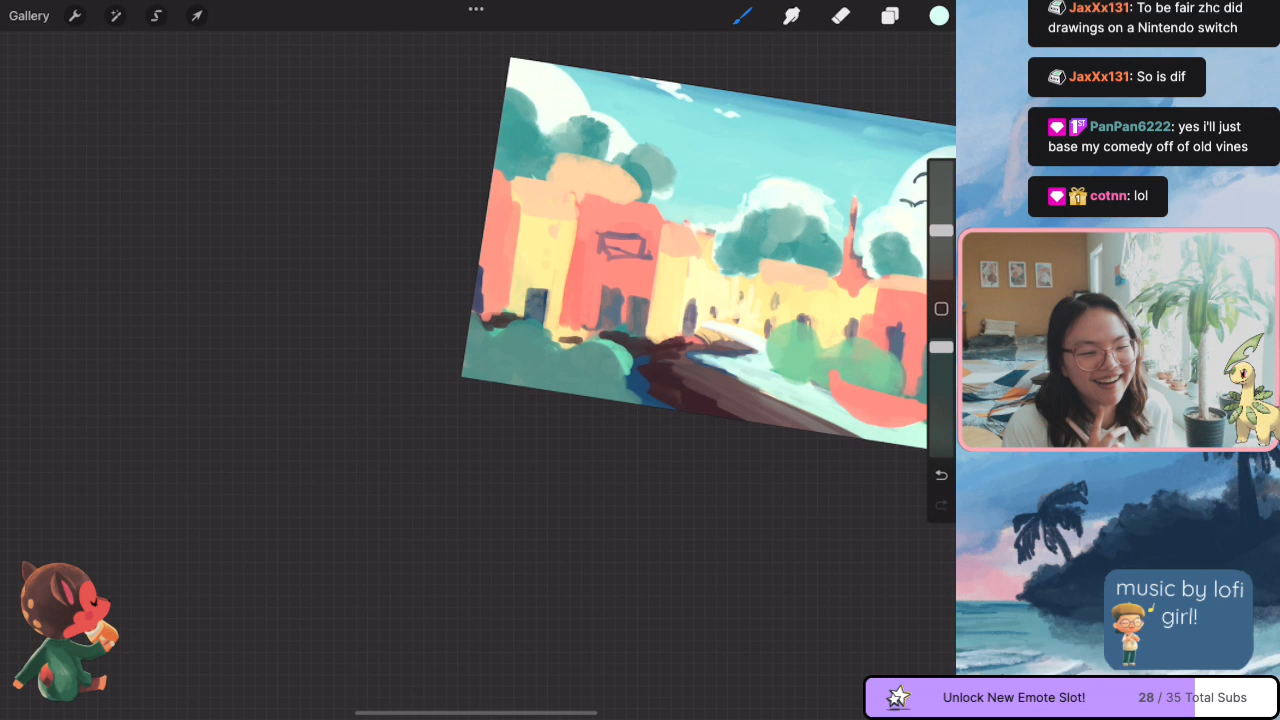 Gallery
JaxXx131: To be fair zhc did
drawings on a Nintendo switch
JaxXx131: So is dif
1ST PanPan6222: yes i'll just
base my comedy off of old vines
1 cotnn: lol
music by lofi
girl!
Unlock New Emote Slot!
28 / 35 Total Subs